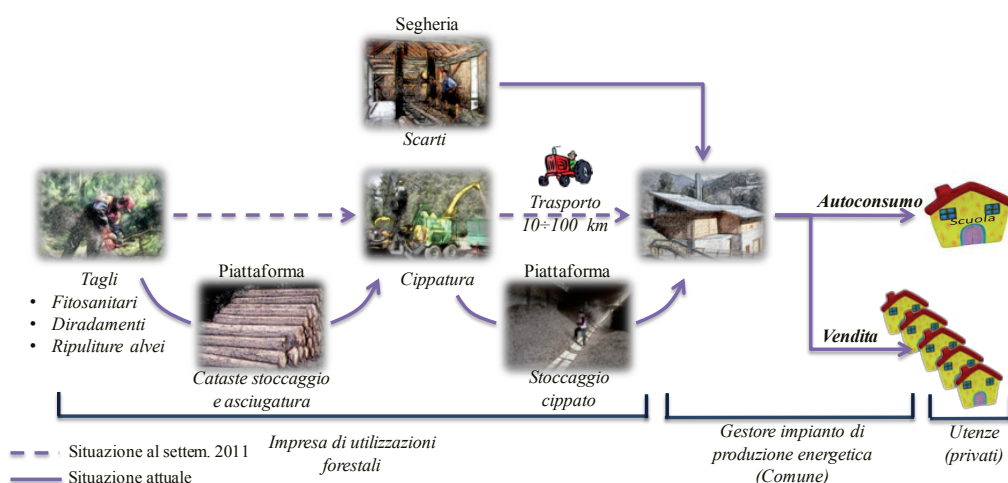 Segheria
Scarti
Trasporto
10÷100 km
Autoconsumo
Scuola
Tagli
• Fitosanitari
• Diradamenti
• Ripuliture alvei
Piattaforma
Cataste stoccaggio
e asciugatura
Cippatura
Piattaforma
Stoccaggio
cippato
Vendita
Impresa di utilizzazioni
forestali
Gestore impianto di
produzione energetica
(Comune)
Utenze
(privati)
Situazione al settem. 2011
Situazione attuale